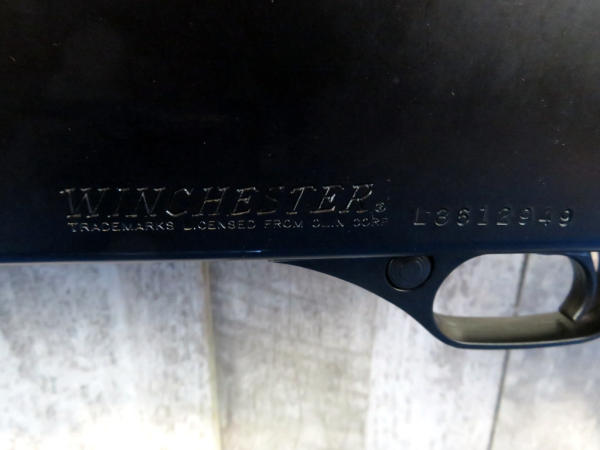 WINCHESTER®
TRADEMARKS LICENSED FROM OLIN CORP
L3612949